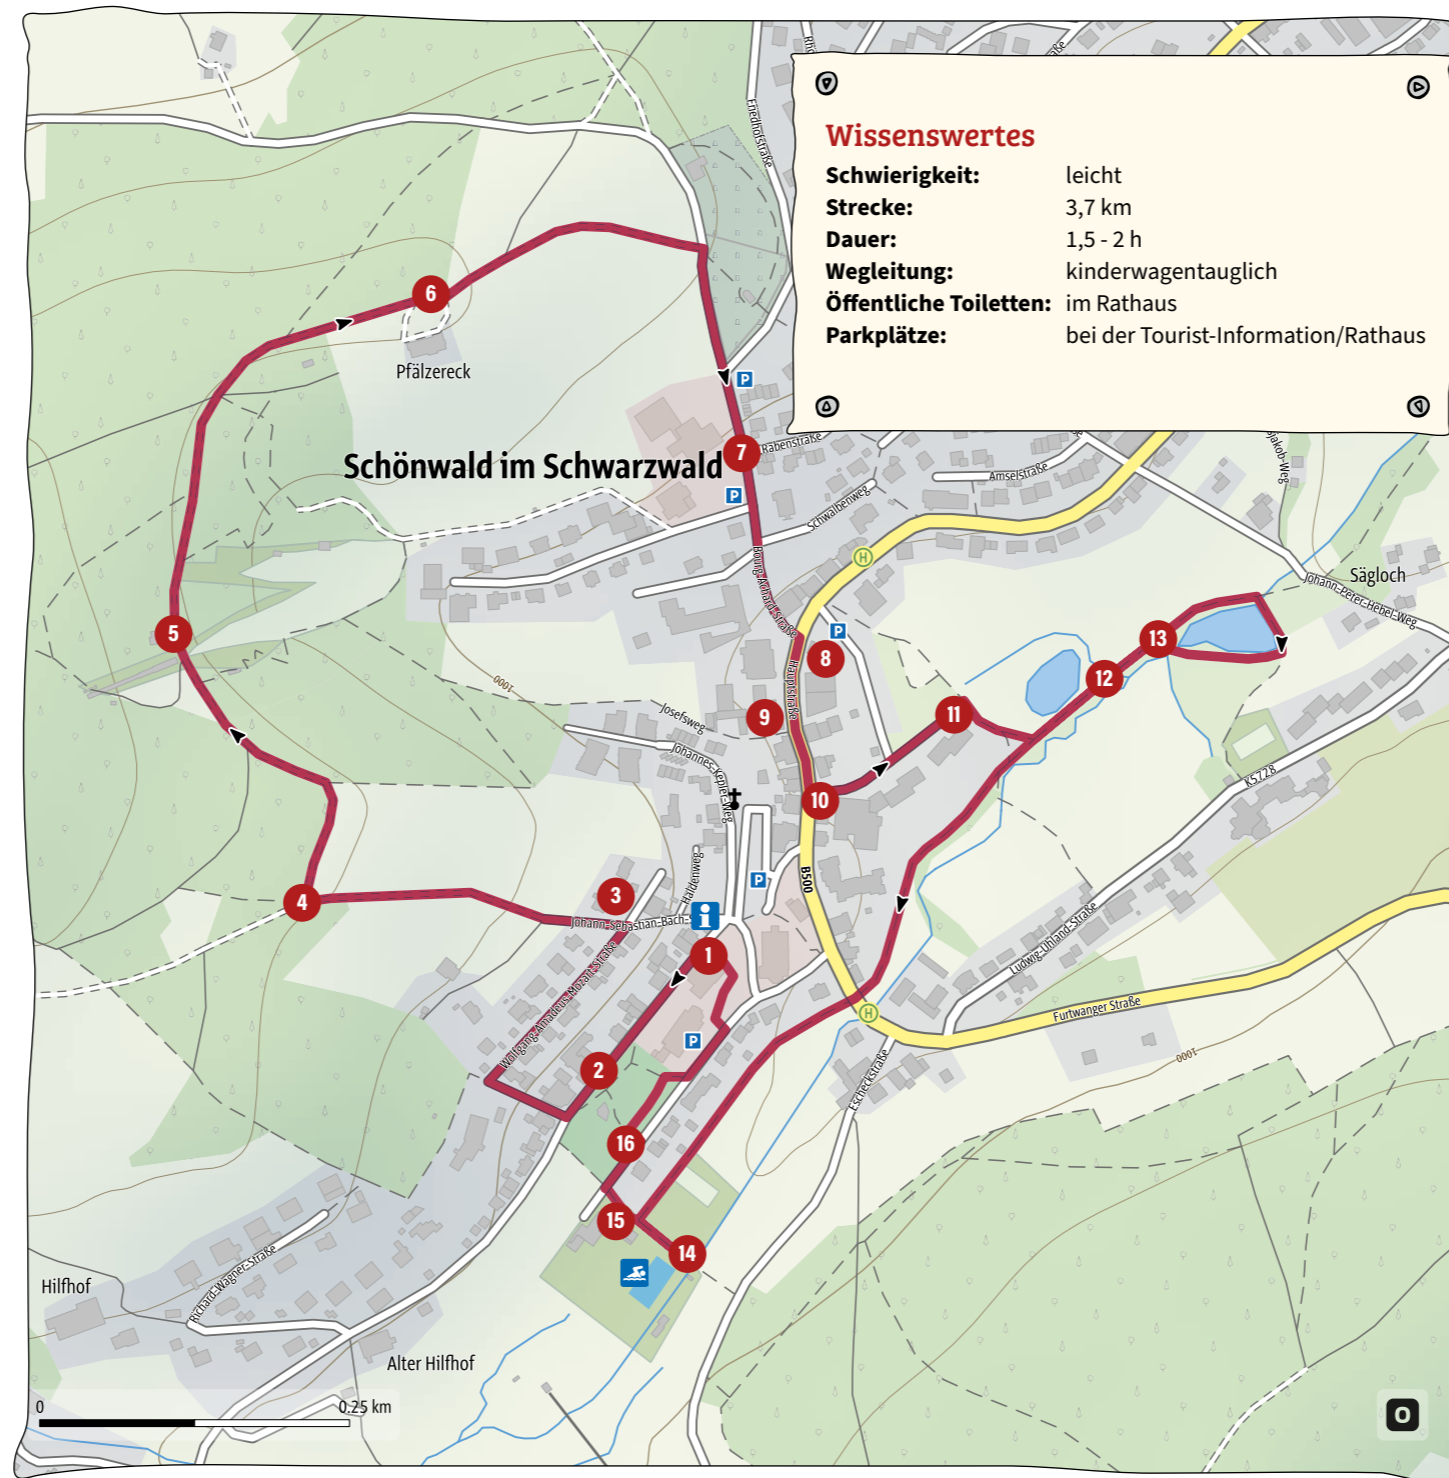 Friedhofstraße
Wissenswertes
Schwierigkeit: leicht
Strecke: 3,7 km
Dauer: 1,5 - 2 h
Wegleitung: kinderwagentauglich
Öffentliche Toiletten: im Rathaus
Parkplätze: bei der Tourist-Information/Rathaus
6
Pfälzereck
P
7
Rabenstraße
Schönwald im Schwarzwald
P
Amselstraße
Schwalbenweg
Bourg-Achard-Straße
H
Sägloch
Johann-Peter-Hebel-Weg
5
P
8
13
12
1000
Hauptstraße
9
11
Josefsweg
Johannes-Kepler-Weg
10
K5728
B500
P
Haldenweg
3
4
Johann-Sebastian-Bach-S
i
1
Ludwig-Uhland-Straße
Wolfgang-Amadeus-Mozart-Straße
Furtwanger Straße
H
P
2
1000
Escheckstraße
16
15
14
Hilfhof
Richard-Wagner-Straße
Alter Hilfhof
0 0.25 km
O